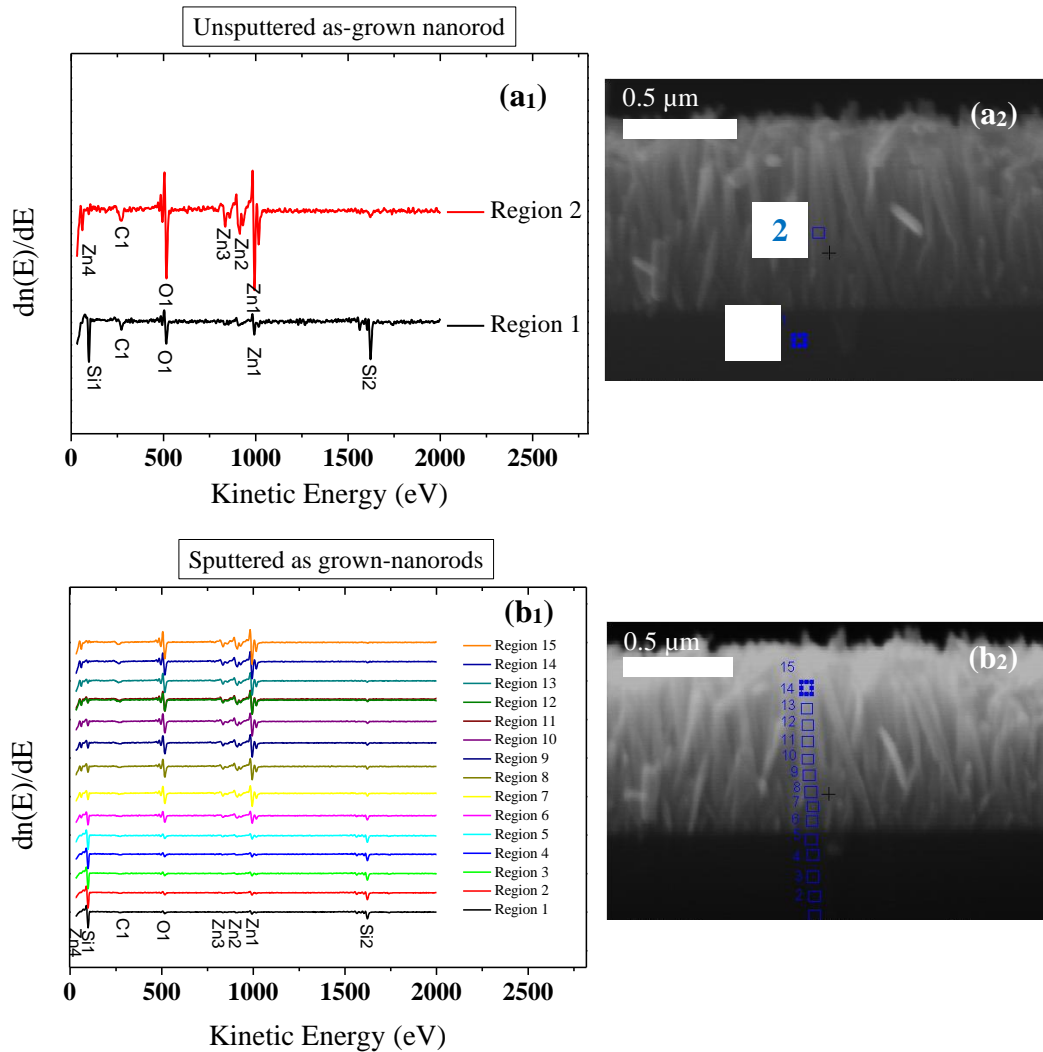 Unsputtered as-grown nanorod
(a1)
dn(E)/dE
Region 2
Region 1
Zn4
C1
O1
Zn3
Zn2
Zn1
Si1
C1
O1
Zn1
Si2
0 500 1000 1500 2000 2500
Kinetic Energy (eV)
0.5 µm
(a2)
2
Sputtered as grown-nanorods
(b1)
dn(E)/dE
Region 15
Region 14
Region 13
Region 12
Region 11
Region 10
Region 9
Region 8
Region 7
Region 6
Region 5
Region 4
Region 3
Region 2
Region 1
Zn4
Si1
C1
O1
Zn3
Zn2
Zn1
Si2
0 500 1000 1500 2000 2500
Kinetic Energy (eV)
0.5 µm
(b2)
15
14
13
12
11
10
9
8
7
6
5
4
3
2